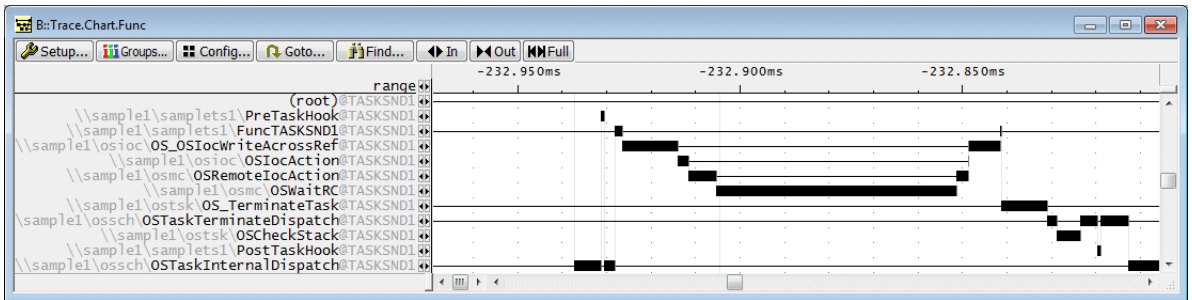 B::Trace.Chart.Func
Setup... Groups... Config... Goto... Find... In Out Full
-232.950ms -232.900ms -232.850ms
range
(root)@TASKSND1
\\sample1\samplets1\PreTaskHook@TASKSND1
\\sample1\samplets1\FuncTASKSND1@TASKSND1
\\sample1\osioc\OS_OSIocWriteAcrossRef@TASKSND1
\\sample1\osioc\OSIocAction@TASKSND1
\\sample1\osmc\OSRemoteIocAction@TASKSND1
\\sample1\osmc\OSWaitRC@TASKSND1
\\sample1\ostsk\OS_TerminateTask@TASKSND1
\sample1\ossch\OSTaskTerminateDispatch@TASKSND1
\\sample1\ostsk\OSCheckStack@TASKSND1
\\sample1\samplets1\PostTaskHook@TASKSND1
\\sample1\ossch\OSTaskInternalDispatch@TASKSND1